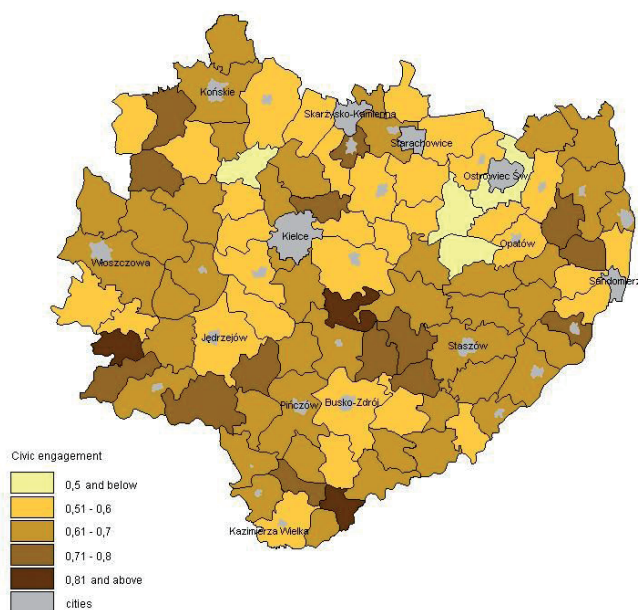 Końskie
Skarżysko-Kamienna
Starachowice
Ostrowiec Św.
Kielce
Opatów
Włoszczowa
Sandomierz
Jędrzejów
Staszów
Pińczów
Busko-Zdrój
Kazimierza Wielka
Civic engagement
0,5 and below
0,51 - 0,6
0,61 - 0,7
0,71 - 0,8
0,81 and above
cities